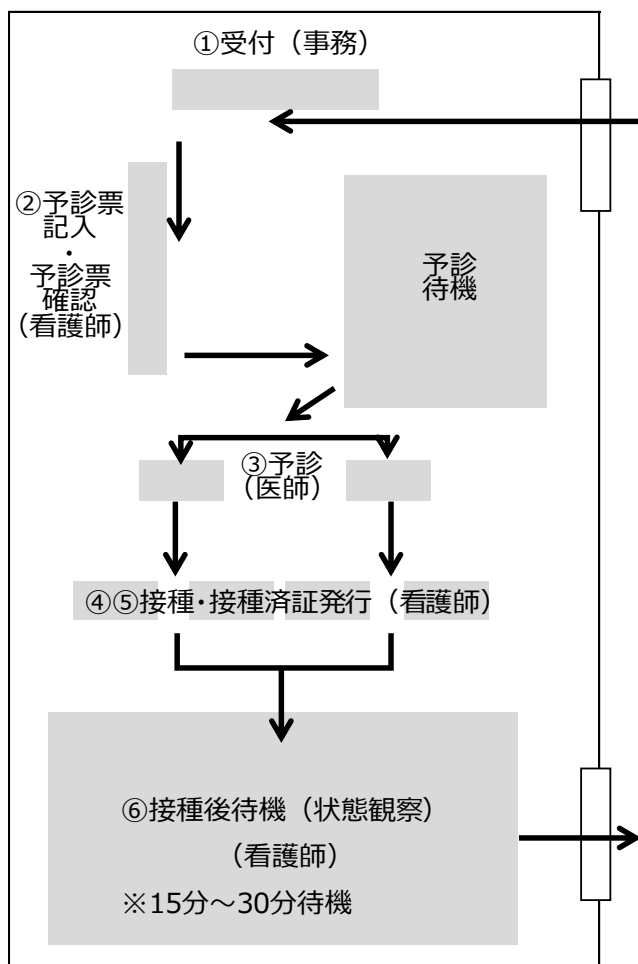 ①受付（事務）
②予診票
記入
・
予診票
確認
（看護師）
予診
待機
③予診
（医師）
④⑤接種・接種済証発行（看護師）
⑥接種後待機（状態観察）
（看護師）
※15分～30分待機